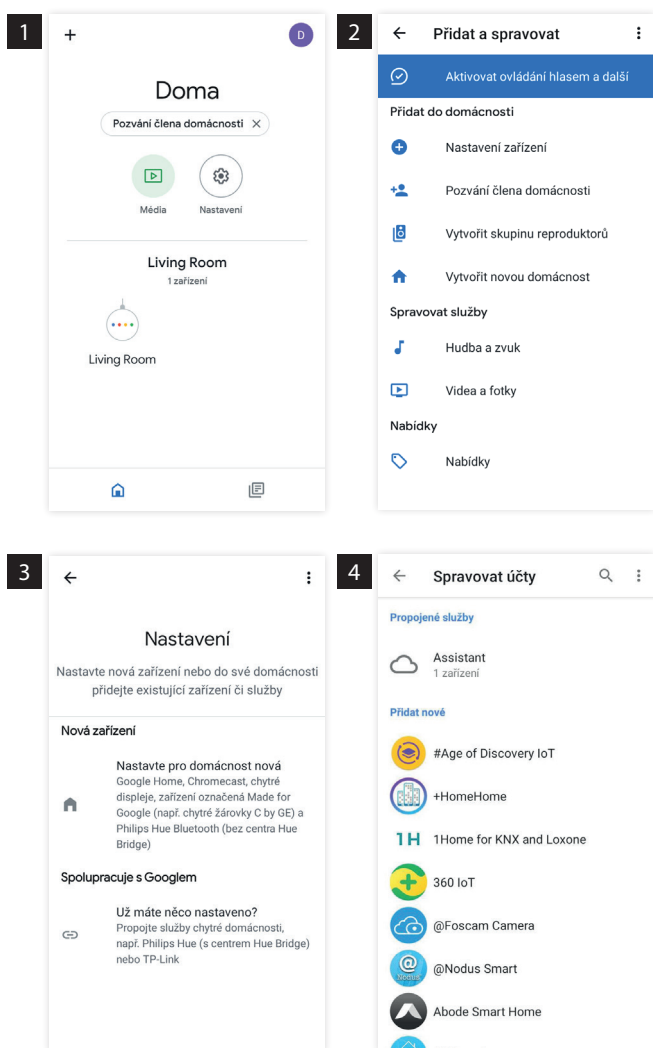 1
+
D
Doma
Pozvání člena domácnosti ×
Média
Nastavení
Living Room
1 zařízení
Living Room
2
Přidat a spravovat
Aktivovat ovládání hlasem a další
Přidat do domácnosti
Nastavení zařízení
Pozvání člena domácnosti
Vytvořit skupinu reproduktorů
Vytvořit novou domácnost
Spravovat služby
Hudba a zvuk
Videa a fotky
Nabídky
Nabídky
3
Nastavení
Nastavte nová zařízení nebo do své domácnosti
přidejte existující zařízení či služby
Nová zařízení
Nastavte pro domácnost nová
Google Home, Chromecast, chytré
displeje, zařízení označená Made for
Google (např. chytré žárovky C by GE) a
Philips Hue Bluetooth (bez centra Hue
Bridge)
Spolupracuje s Googlem
Už máte něco nastaveno?
Propojte služby chytré domácnosti,
např. Philips Hue (s centrem Hue Bridge)
nebo TP-Link
4
Spravovat účty
Propojené služby
Assistant
1 zařízení
Přidat nové
#Age of Discovery IoT
+HomeHome
1H 1Home for KNX and Loxone
360 IoT
@Foscam Camera
@Nodus Smart
Abode Smart Home